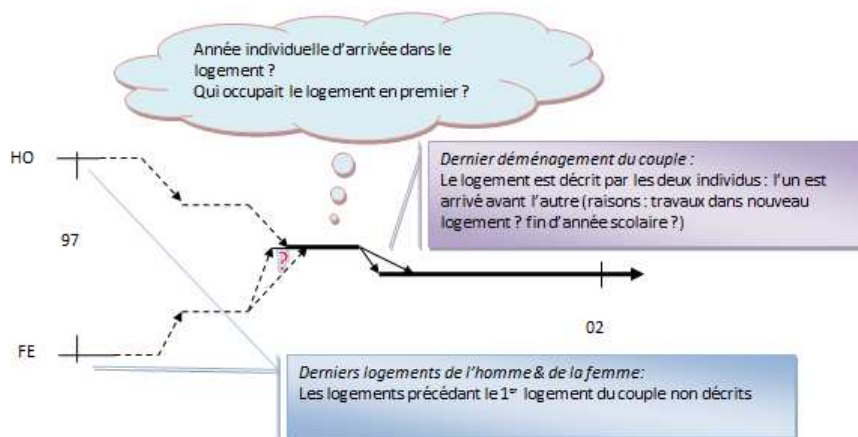 Année individuelle d'arrivée dans le
logement ?
Qui occupait le logement en premier ?
HO
Dernier déménagement du couple :
Le logement est décrit par les deux individus : l'un est
arrivé avant l'autre (raisons : travaux dans nouveau
logement ? fin d'année scolaire ?)
97
?
02
FE
Derniers logements de l'homme & de la femme:
Les logements précédant le 1er logement du couple non décrits